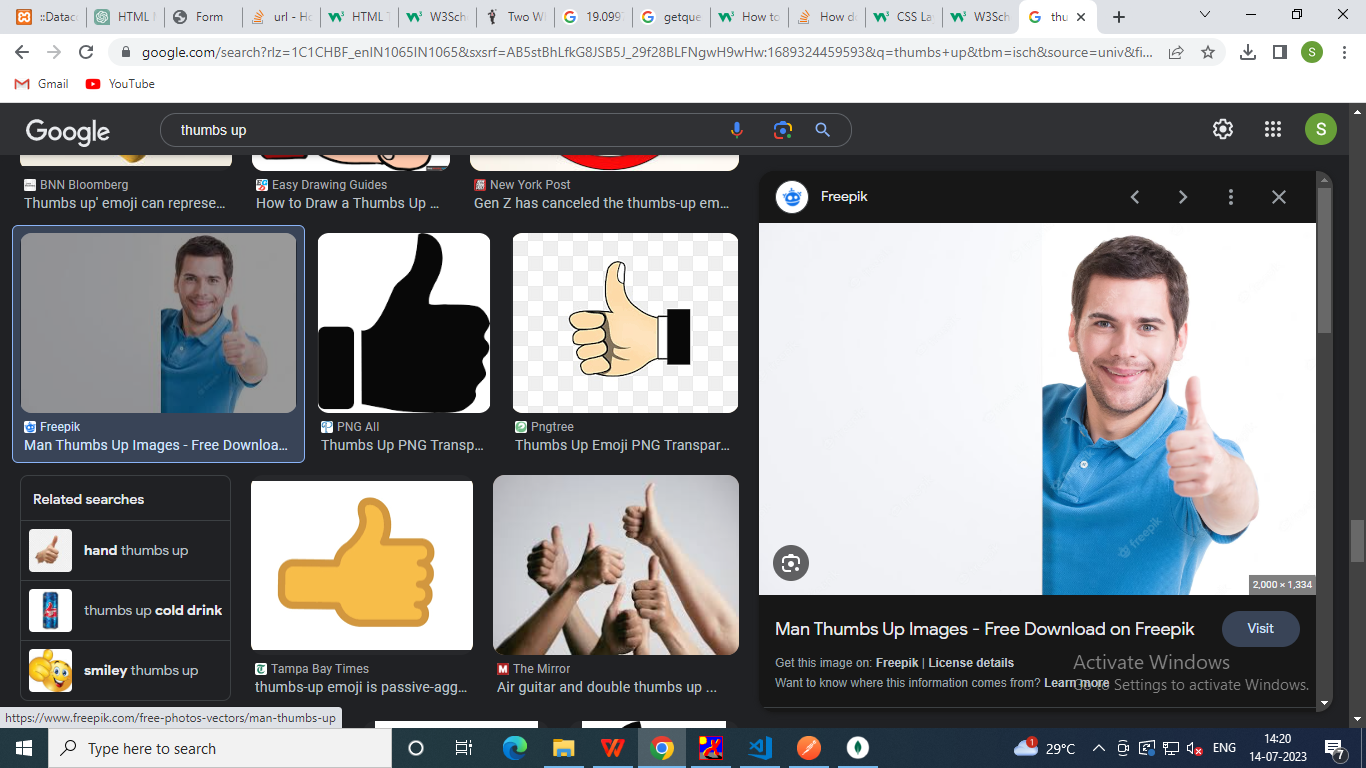 ::Datac
HTML I
Form
url - Ho
HTML T
W3Sch
Two W
19.099
getque
How to
How do
CSS La
W3Sch
thu
google.com/search?rlz=1C1CHBF_enIN1065IN1065&sxsrf=AB5stBhLfkG8JSB5J_29f28BLFNgwH9wHw:1689324459593&q=thumbs+up&tbm=isch&source=univ&fi...
S
Gmail
YouTube
Google
thumbs up
S
BNN Bloomberg
Thumbs up' emoji can represe...
Easy Drawing Guides
How to Draw a Thumbs Up ...
New York Post
Gen Z has canceled the thumbs-up em...
Freepik
Man Thumbs Up Images - Free Downloa...
PNG All
Thumbs Up PNG Transp...
Pngtree
Thumbs Up Emoji PNG Transpar...
Related searches
hand thumbs up
thumbs up cold drink
smiley thumbs up
Tampa Bay Times
thumbs-up emoji is passive-agg...
The Mirror
Air guitar and double thumbs up ...
Freepik
freepik
2,000 × 1,334
Man Thumbs Up Images - Free Download on Freepik
Visit
Get this image on: Freepik | License details
Want to know where this information comes from? Learn more
Activate Windows
Go to Settings to activate Windows.
https://www.freepik.com/free-photos-vectors/man-thumbs-up
Type here to search
1
29°C
ENG
14:20
14-07-2023
7